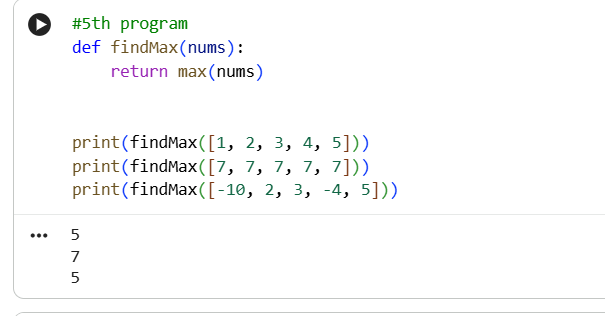 #5th program
def findMax(nums):
    return max(nums)
print(findMax([1, 2, 3, 4, 5]))
print(findMax([7, 7, 7, 7, 7]))
print(findMax([-10, 2, 3, -4, 5]))
5
7
5